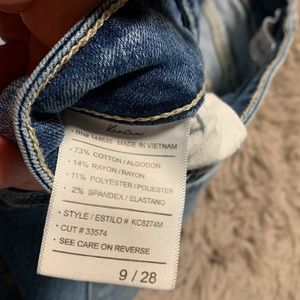 KanCan
RN# 144635 MADE IN VIETNAM
• 73% COTTON / ALGODON
• 14% RAYON / RAYON
• 11% POLYESTER / POLIESTER
• 2% SPANDEX / ELASTANO
• STYLE / ESTILO # KC8274M
• CUT # 33574
• SEE CARE ON REVERSE
9 / 28